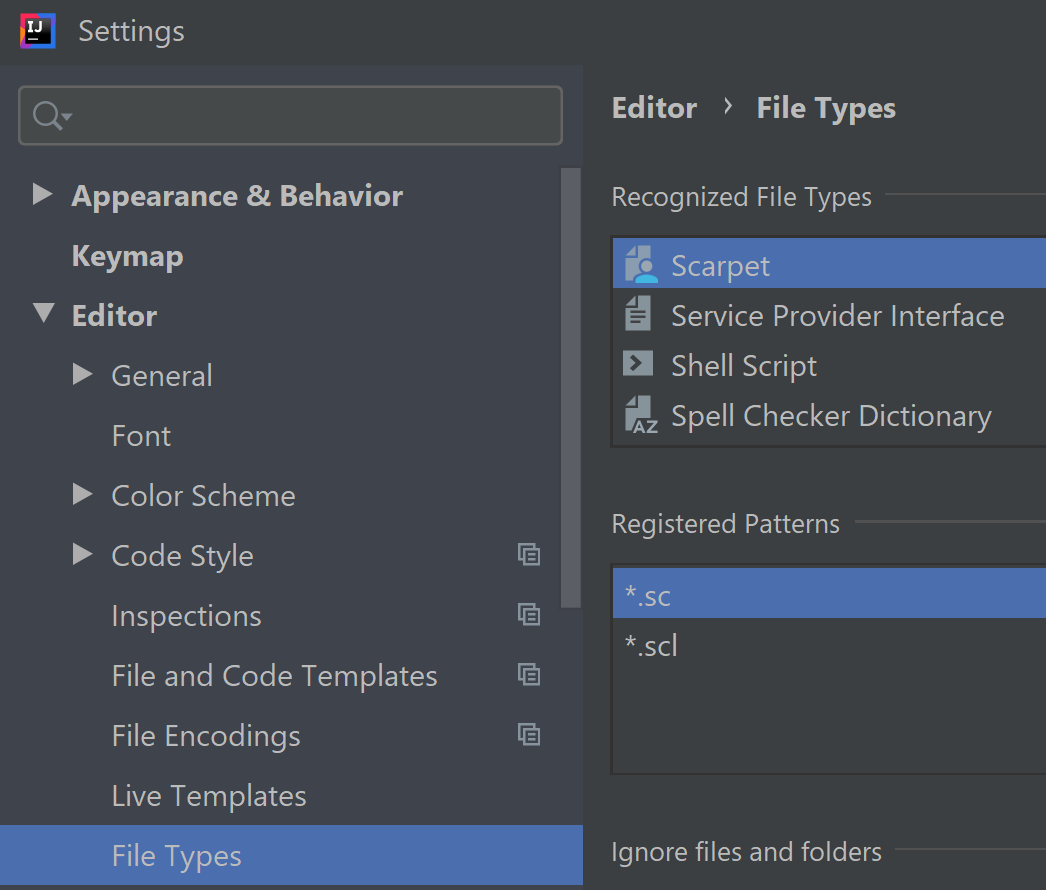 IJ
Settings
Appearance & Behavior
Keymap
Editor
General
Font
Color Scheme
Code Style
Inspections
File and Code Templates
File Encodings
Live Templates
File Types
Editor › File Types
Recognized File Types
Scarpet
Service Provider Interface
Shell Script
AZ Spell Checker Dictionary
Registered Patterns
*.sc
*.scl
Ignore files and folders